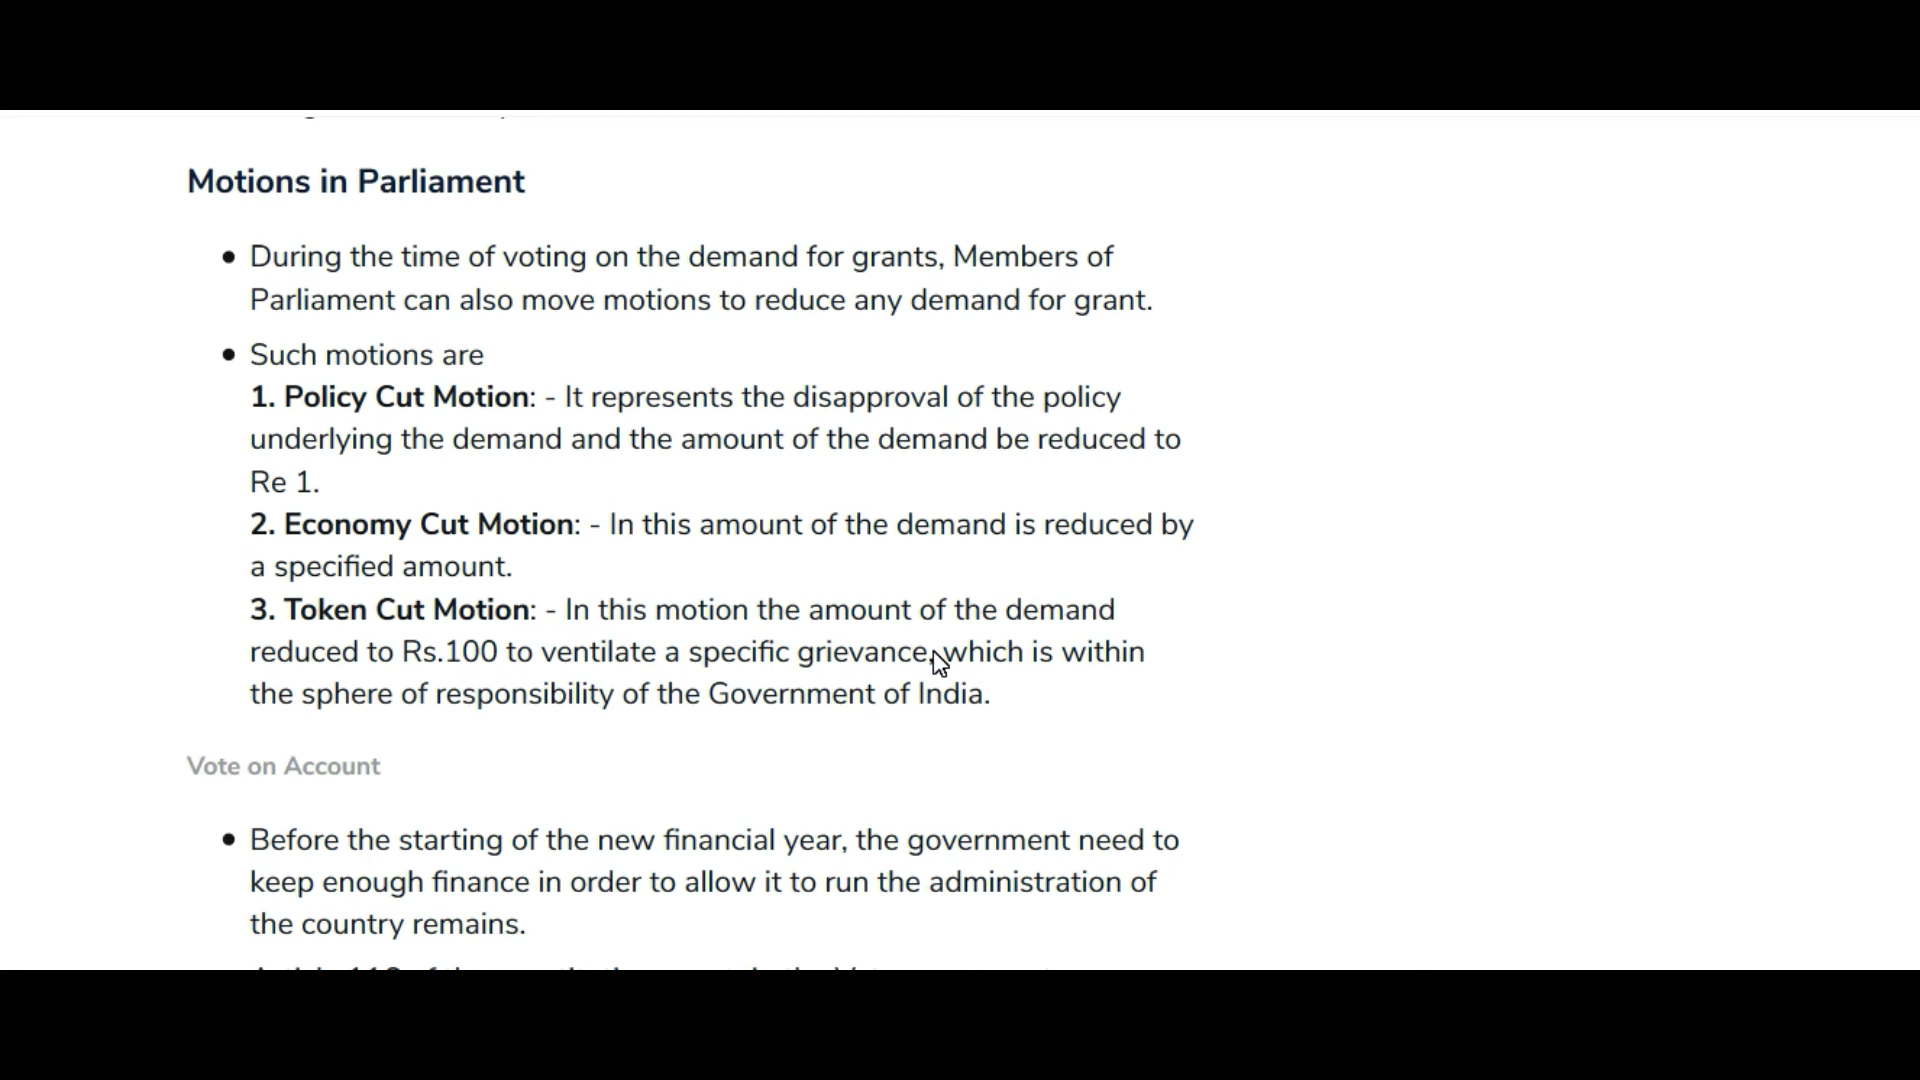 Motions in Parliament
• During the time of voting on the demand for grants, Members of
Parliament can also move motions to reduce any demand for grant.
• Such motions are
1. Policy Cut Motion: - It represents the disapproval of the policy
underlying the demand and the amount of the demand be reduced to
Re 1.
2. Economy Cut Motion: - In this amount of the demand is reduced by
a specified amount.
3. Token Cut Motion: - In this motion the amount of the demand
reduced to Rs.100 to ventilate a specific grievance, which is within
the sphere of responsibility of the Government of India.
Vote on Account
• Before the starting of the new financial year, the government need to
keep enough finance in order to allow it to run the administration of
the country remains.